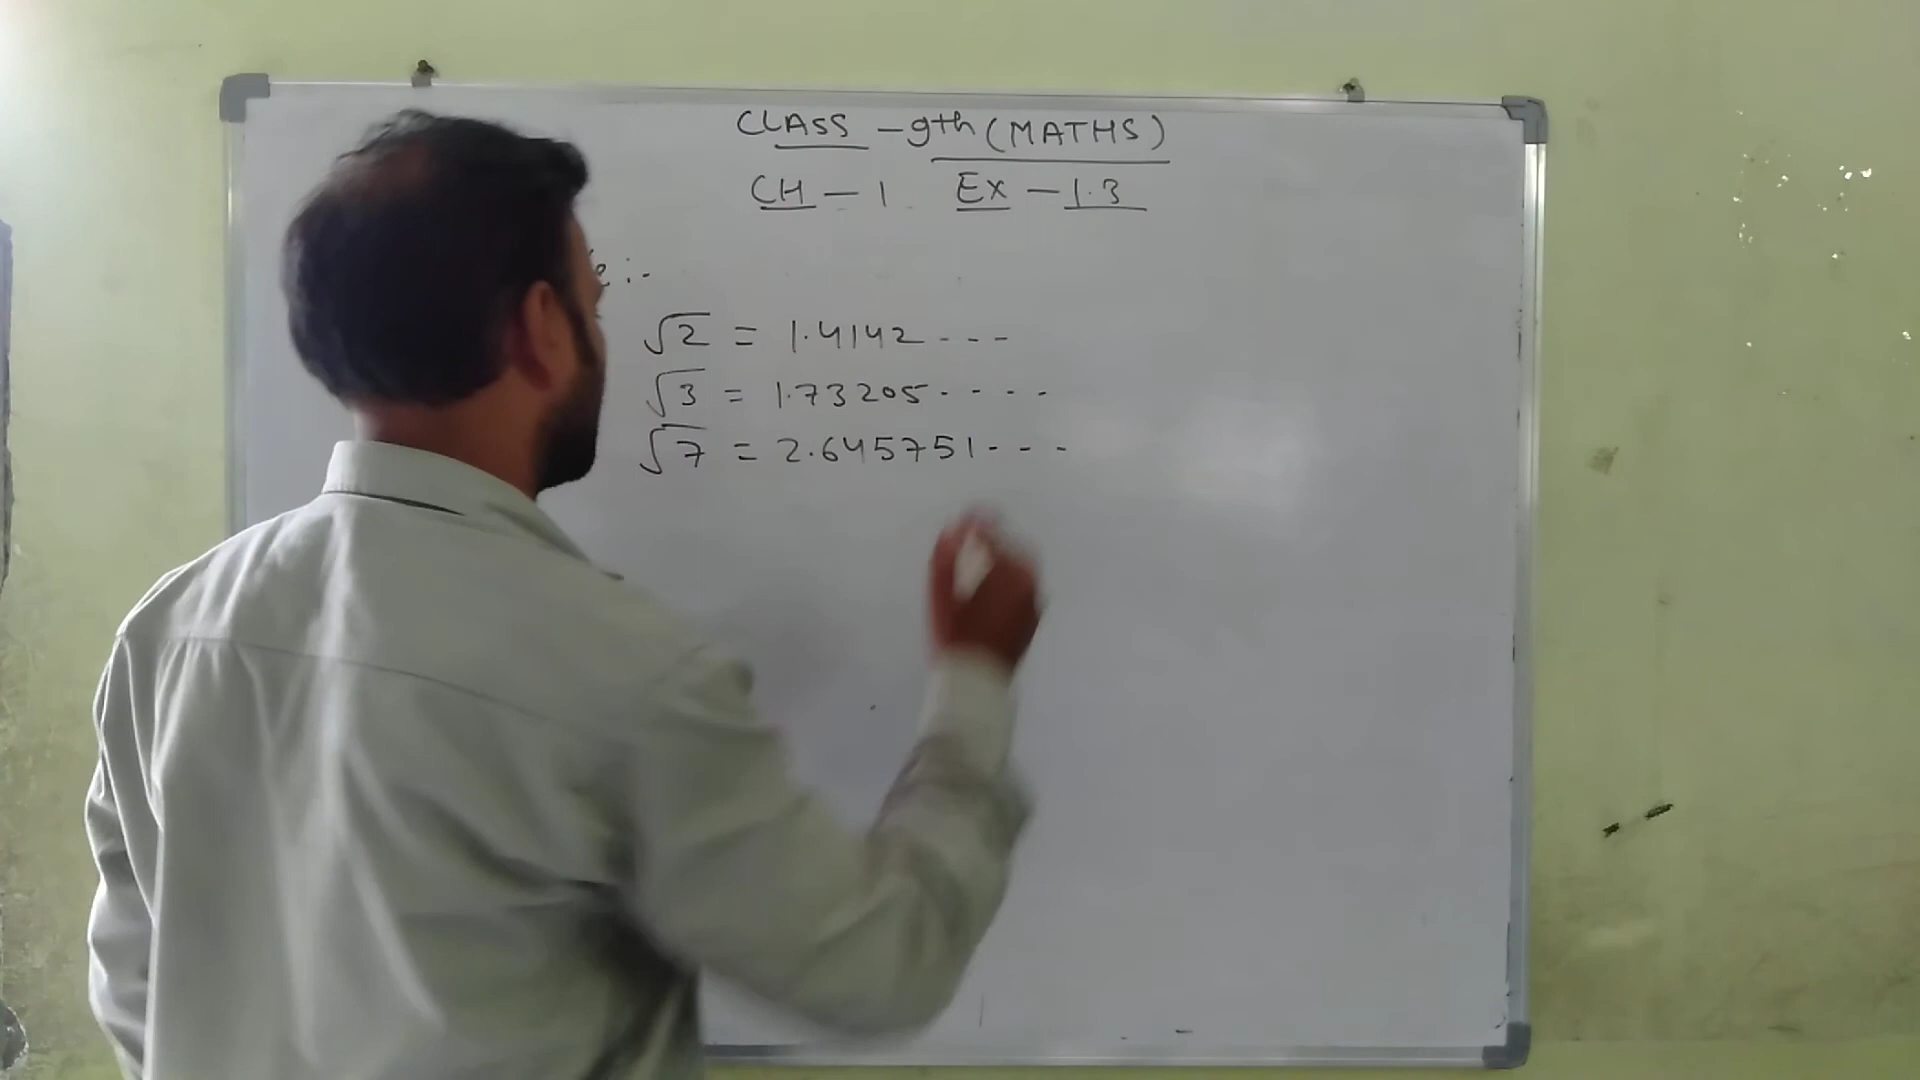 CLASS - 9th (MATHS)
CH - 1 Ex - 1.3
√2 = 1.4142 - - -
√3 = 1.73205 - - - -
√7 = 2.645751 - - -